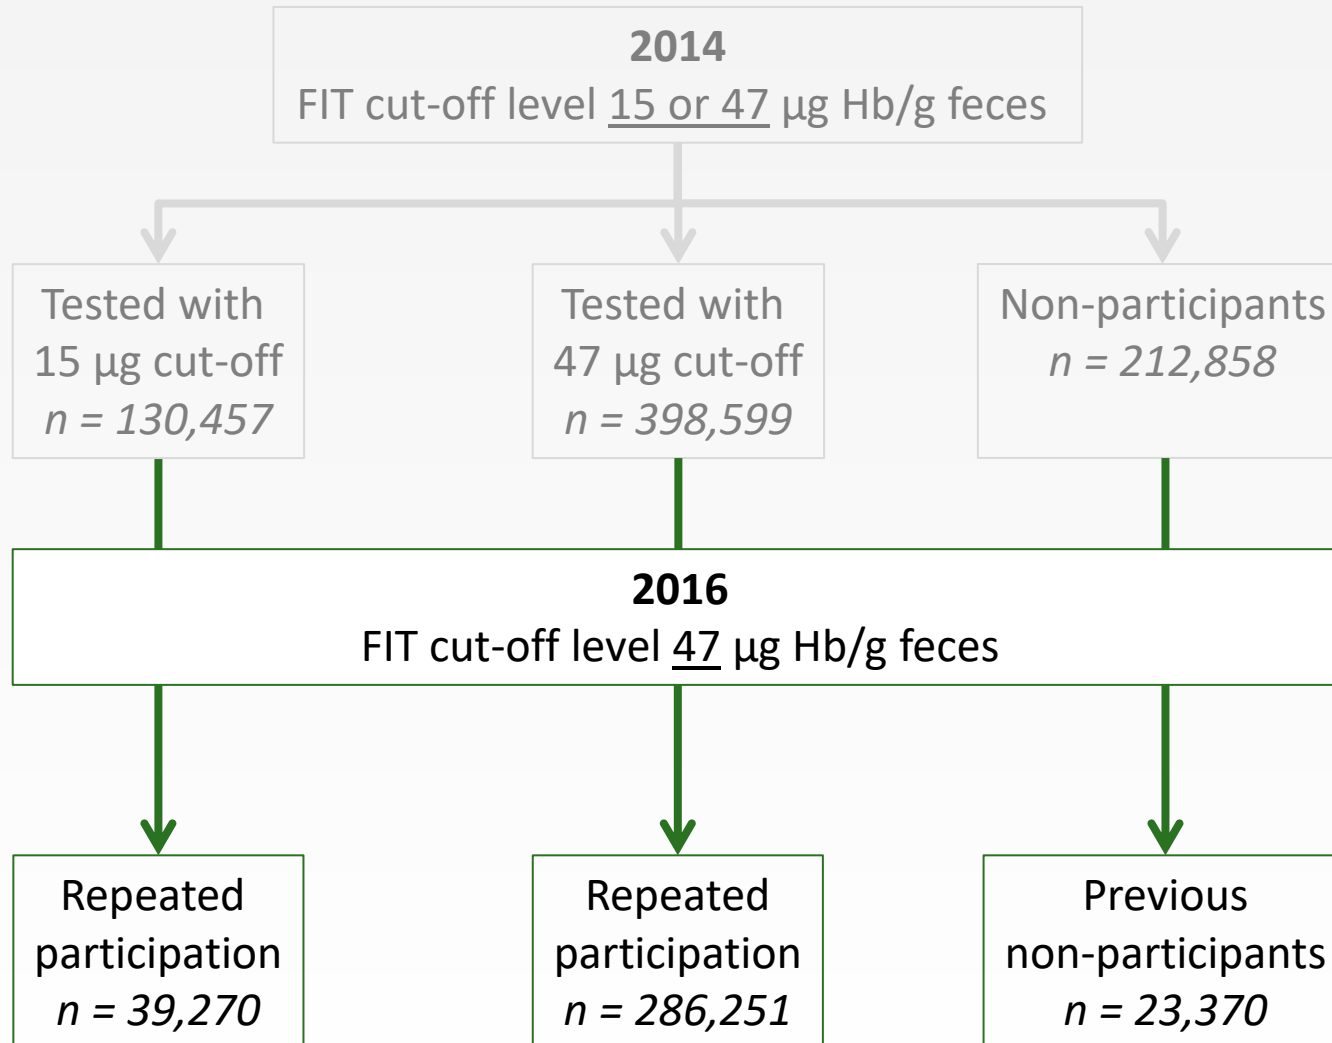 2014
FIT cut-off level 15 or 47 µg Hb/g feces
Tested with
15 µg cut-off
n = 130,457
Tested with
47 µg cut-off
n = 398,599
Non-participants
n = 212,858
2016
FIT cut-off level 47 µg Hb/g feces
Repeated
participation
n = 39,270
Repeated
participation
n = 286,251
Previous
non-participants
n = 23,370